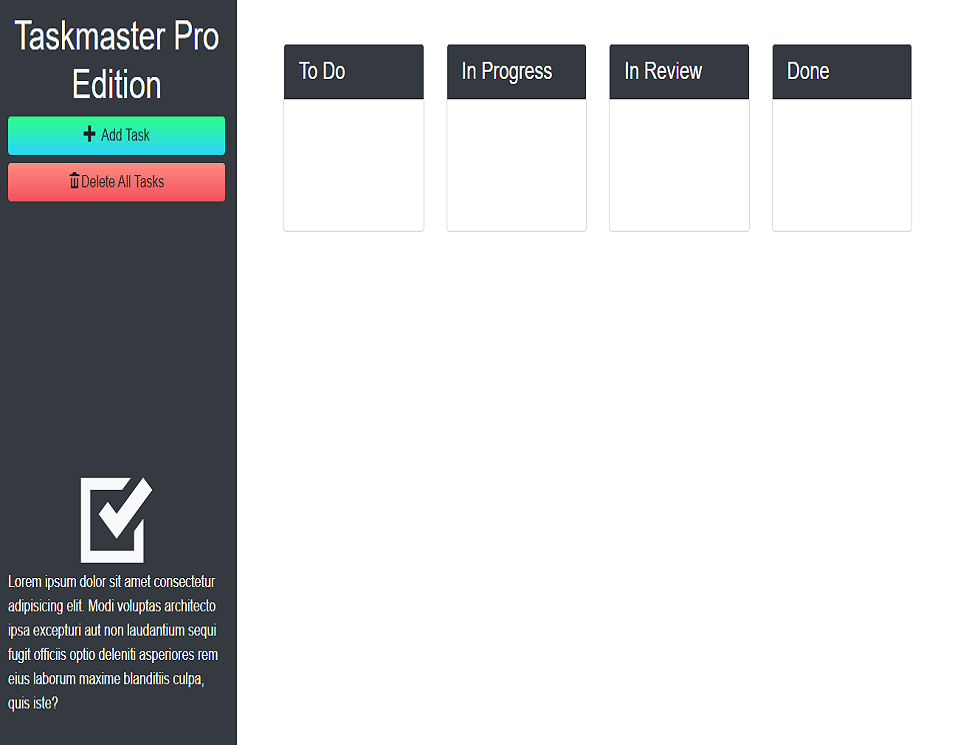 Taskmaster Pro
Edition
Add Task
Delete All Tasks
Lorem ipsum dolor sit amet consectetur
adipisicing elit. Modi voluptas architecto
ipsa excepturi aut non laudantium sequi
fugit officiis optio deleniti asperiores rem
eius laborum maxime blanditiis culpa,
quis iste?
To Do
In Progress
In Review
Done